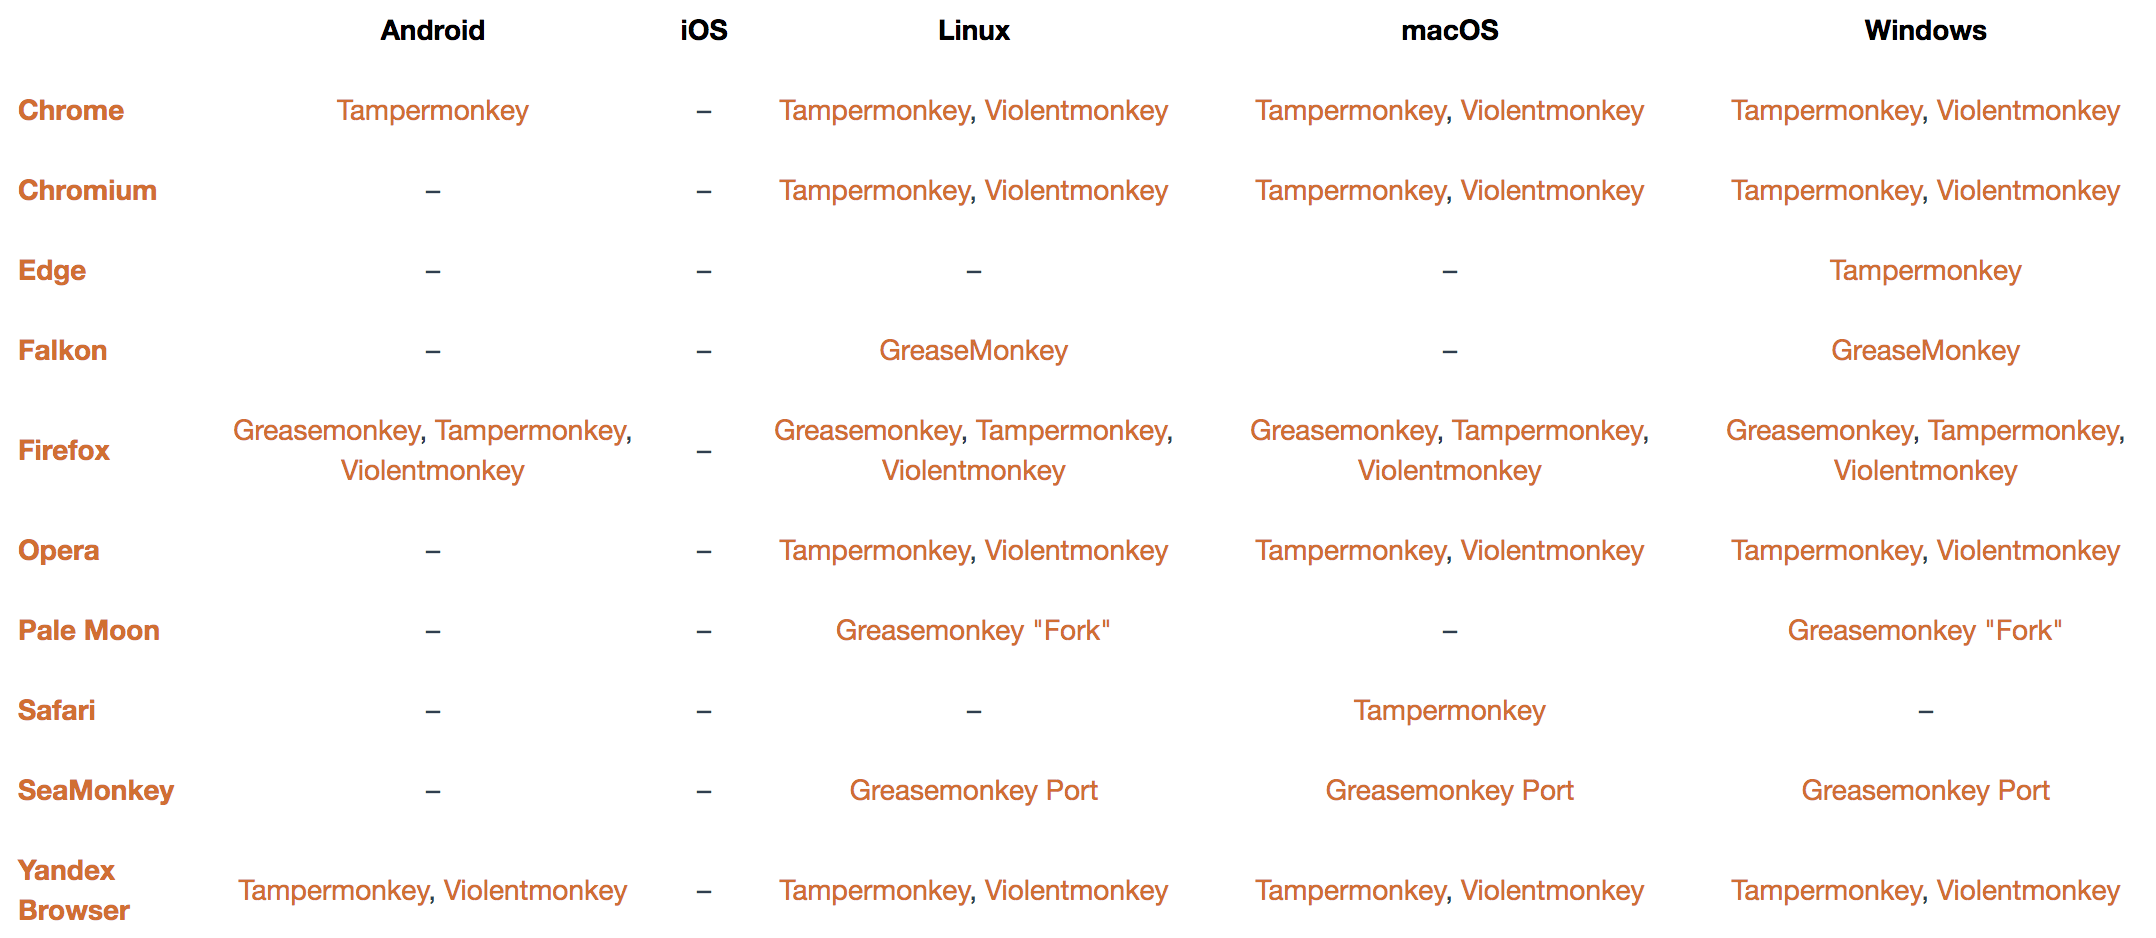 Android iOS Linux macOS Windows
Chrome Tampermonkey – Tampermonkey, Violentmonkey Tampermonkey, Violentmonkey Tampermonkey, Violentmonkey
Chromium – – Tampermonkey, Violentmonkey Tampermonkey, Violentmonkey Tampermonkey, Violentmonkey
Edge – – – – Tampermonkey
Falkon – – GreaseMonkey – GreaseMonkey
Greasemonkey, Tampermonkey, Greasemonkey, Tampermonkey, Greasemonkey, Tampermonkey, Greasemonkey, Tampermonkey,
Firefox –
Violentmonkey Violentmonkey Violentmonkey Violentmonkey
Opera – – Tampermonkey, Violentmonkey Tampermonkey, Violentmonkey Tampermonkey, Violentmonkey
Pale Moon – – Greasemonkey "Fork" – Greasemonkey "Fork"
Safari – – – Tampermonkey –
SeaMonkey – – Greasemonkey Port Greasemonkey Port Greasemonkey Port
Yandex
Tampermonkey, Violentmonkey – Tampermonkey, Violentmonkey Tampermonkey, Violentmonkey Tampermonkey, Violentmonkey
Browser